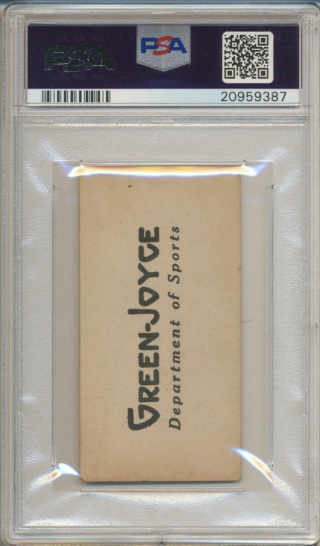 PSA
20959387
GREEN-JOYCE
Department of Sports